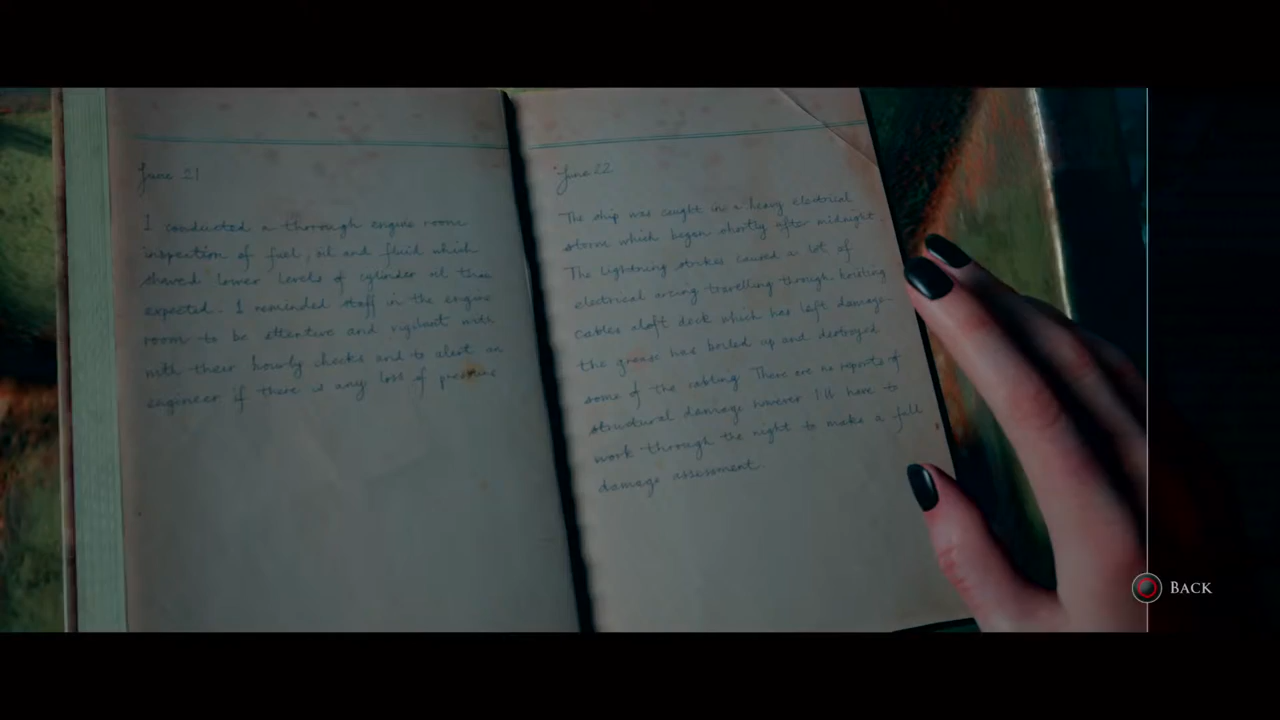 June 21
I conducted a thorough engine room
inspection of fuel, oil and fluid which
showed lower levels of cylinder oil than
expected. I reminded staff in the engine
room to be attentive and vigilant with
with their hourly checks and to alert an
engineer if there is any loss of pressure
June 22
The ship was caught in a heavy electrical
storm which began shortly after midnight.
The lightning strikes caused a lot of
electrical arcing travelling through hoisting
cables aloft deck which has left damage
the grease has boiled up and destroyed
some of the cabling. There are no reports of
structural damage however I'll have to
work through the night to make a full
damage assessment.
BACK